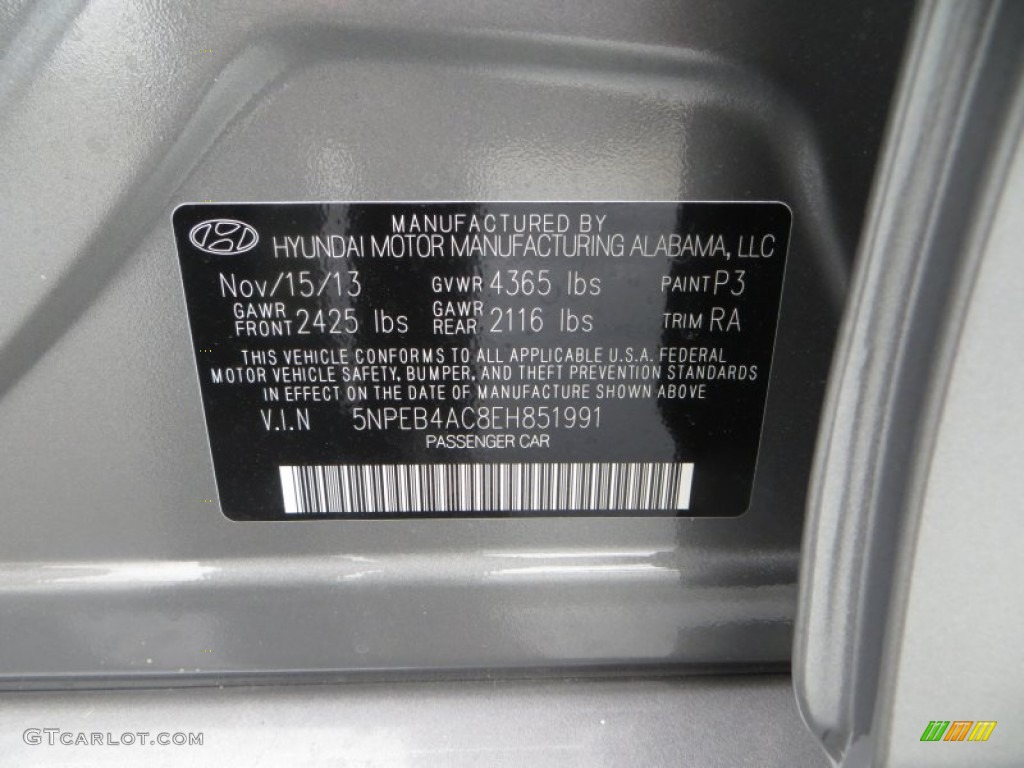 MANUFACTURED BY
HYUNDAI MOTOR MANUFACTURING ALABAMA, LLC
Nov/15/13 GVWR 4365 lbs PAINT P3
GAWR FRONT 2425 lbs GAWR REAR 2116 lbs TRIM RA
THIS VEHICLE CONFORMS TO ALL APPLICABLE U.S.A. FEDERAL
MOTOR VEHICLE SAFETY, BUMPER, AND THEFT PREVENTION STANDARDS
IN EFFECT ON THE DATE OF MANUFACTURE SHOWN ABOVE
V.I.N 5NPEB4AC8EH851991
PASSENGER CAR
GTCARLOT.COM